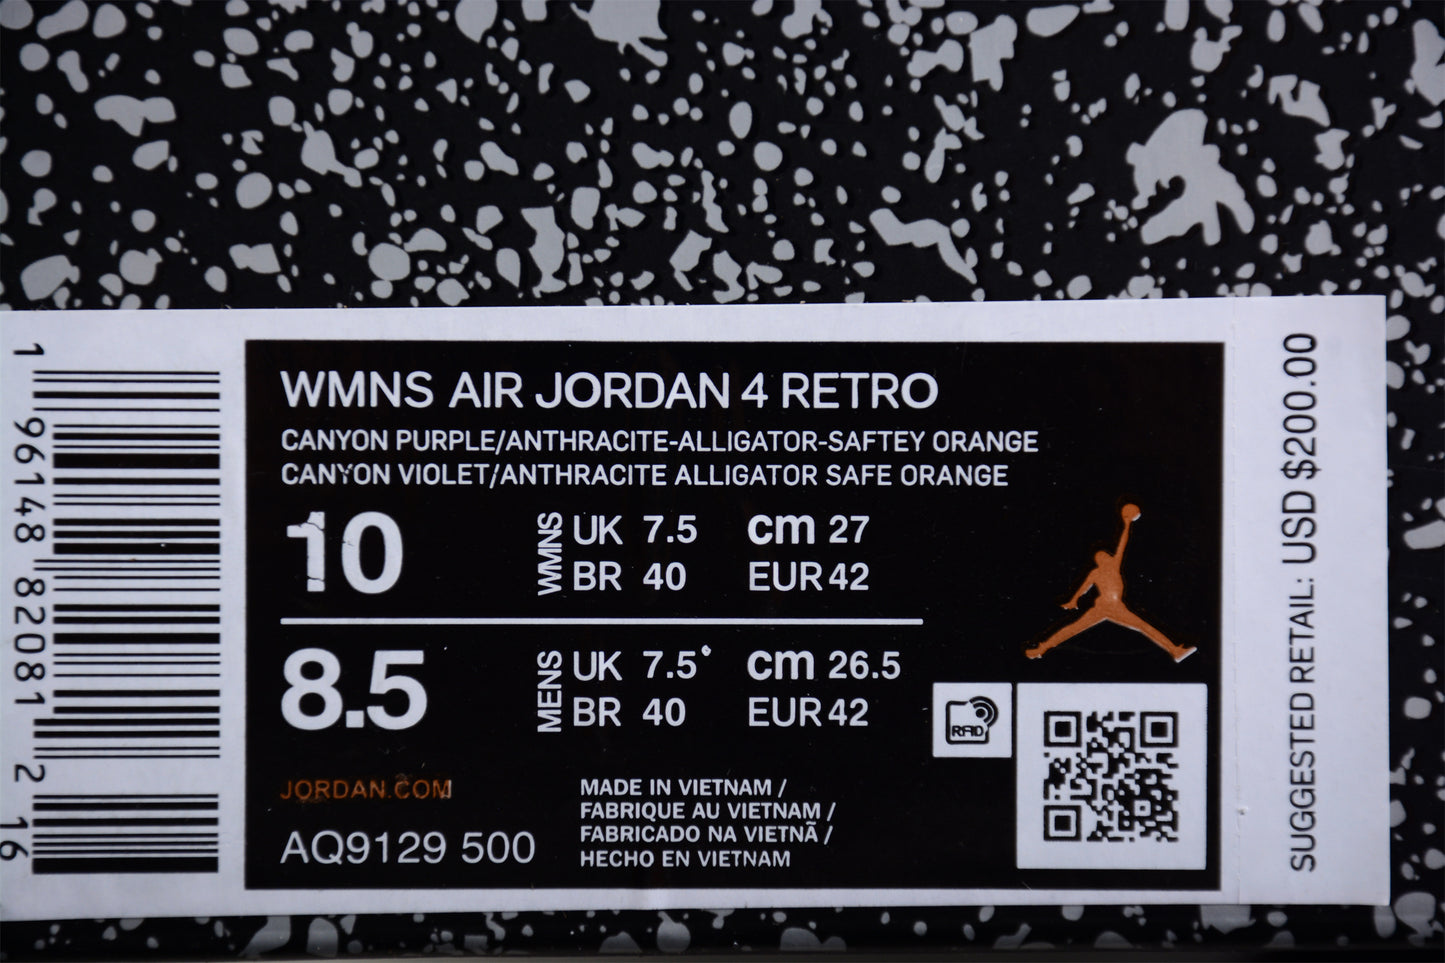 WMNS AIR JORDAN 4 RETRO
CANYON PURPLE/ANTHRACITE-ALLIGATOR-SAFTEY ORANGE
CANYON VIOLET/ANTHRACITE ALLIGATOR SAFE ORANGE
10
WMNS
UK 7.5 cm 27
BR 40 EUR 42
8.5
MENS
UK 7.5 cm 26.5
BR 40 EUR 42
JORDAN.COM
AQ9129 500
MADE IN VIETNAM /
FABRIQUE AU VIETNAM /
FABRICADO NA VIETNÃ /
HECHO EN VIETNAM
RFID
1 96148 82081 2 16
SUGGESTED RETAIL: USD $200.00